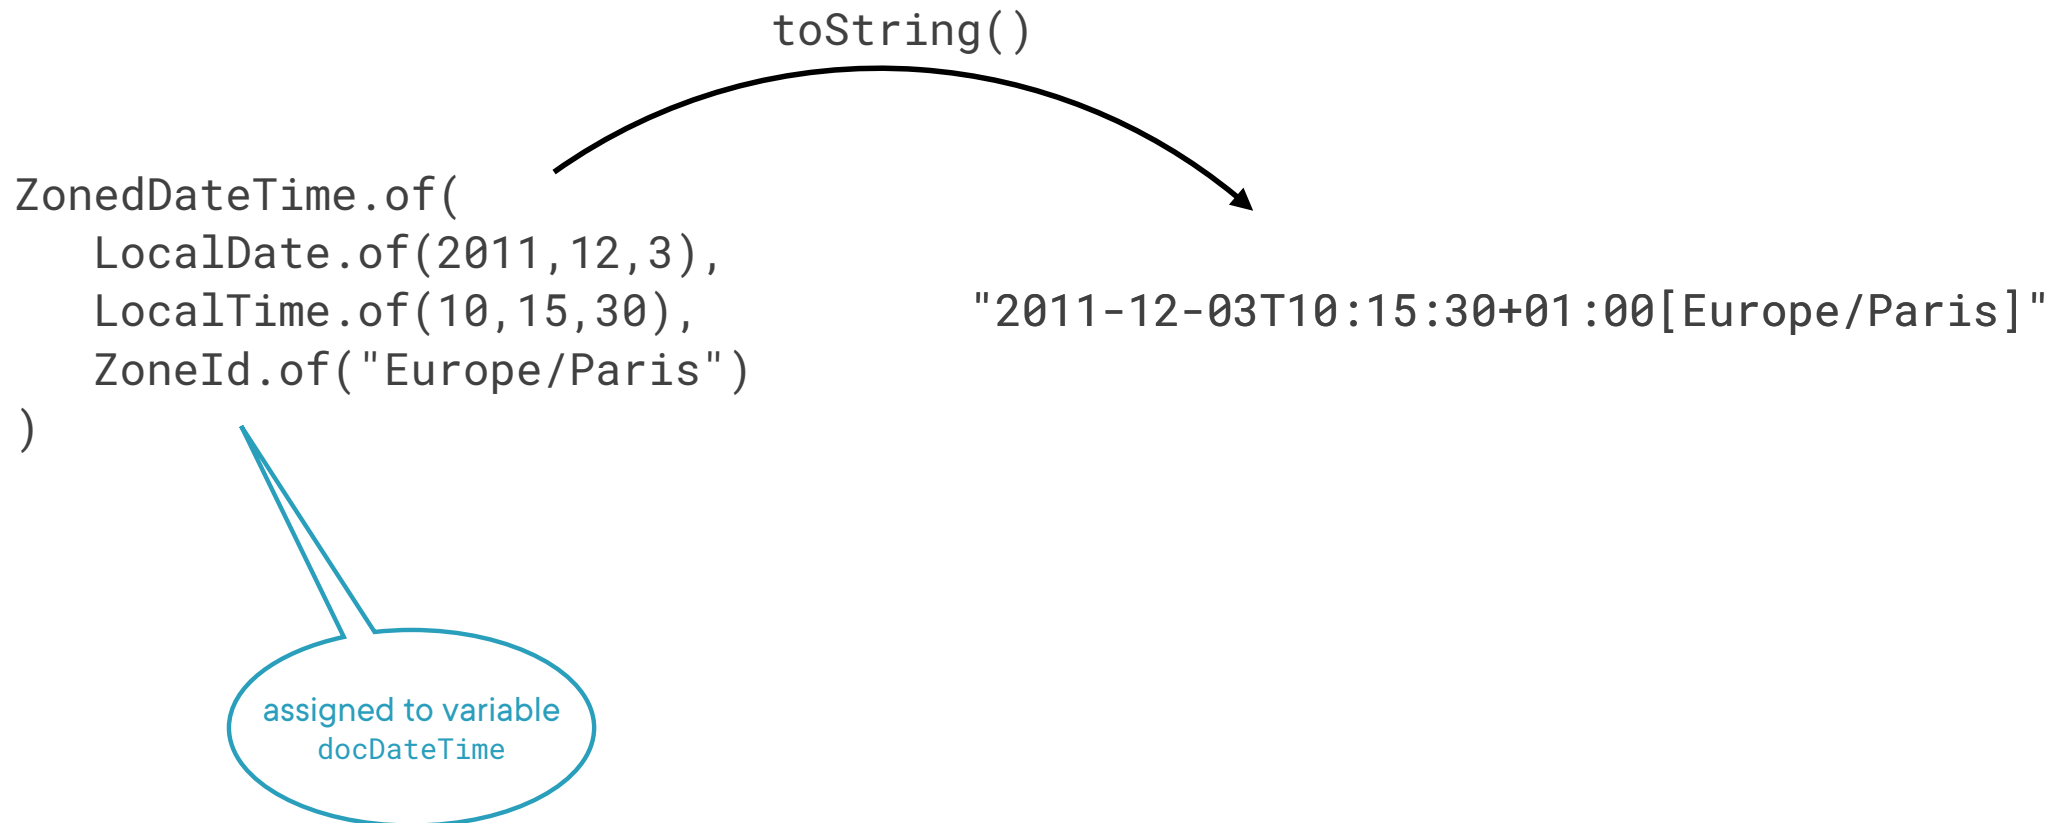 toString()
ZonedDateTime.of(
   LocalDate.of(2011,12,3),
   LocalTime.of(10,15,30),
   ZoneId.of("Europe/Paris")
)
"2011-12-03T10:15:30+01:00[Europe/Paris]"
assigned to variable
docDateTime